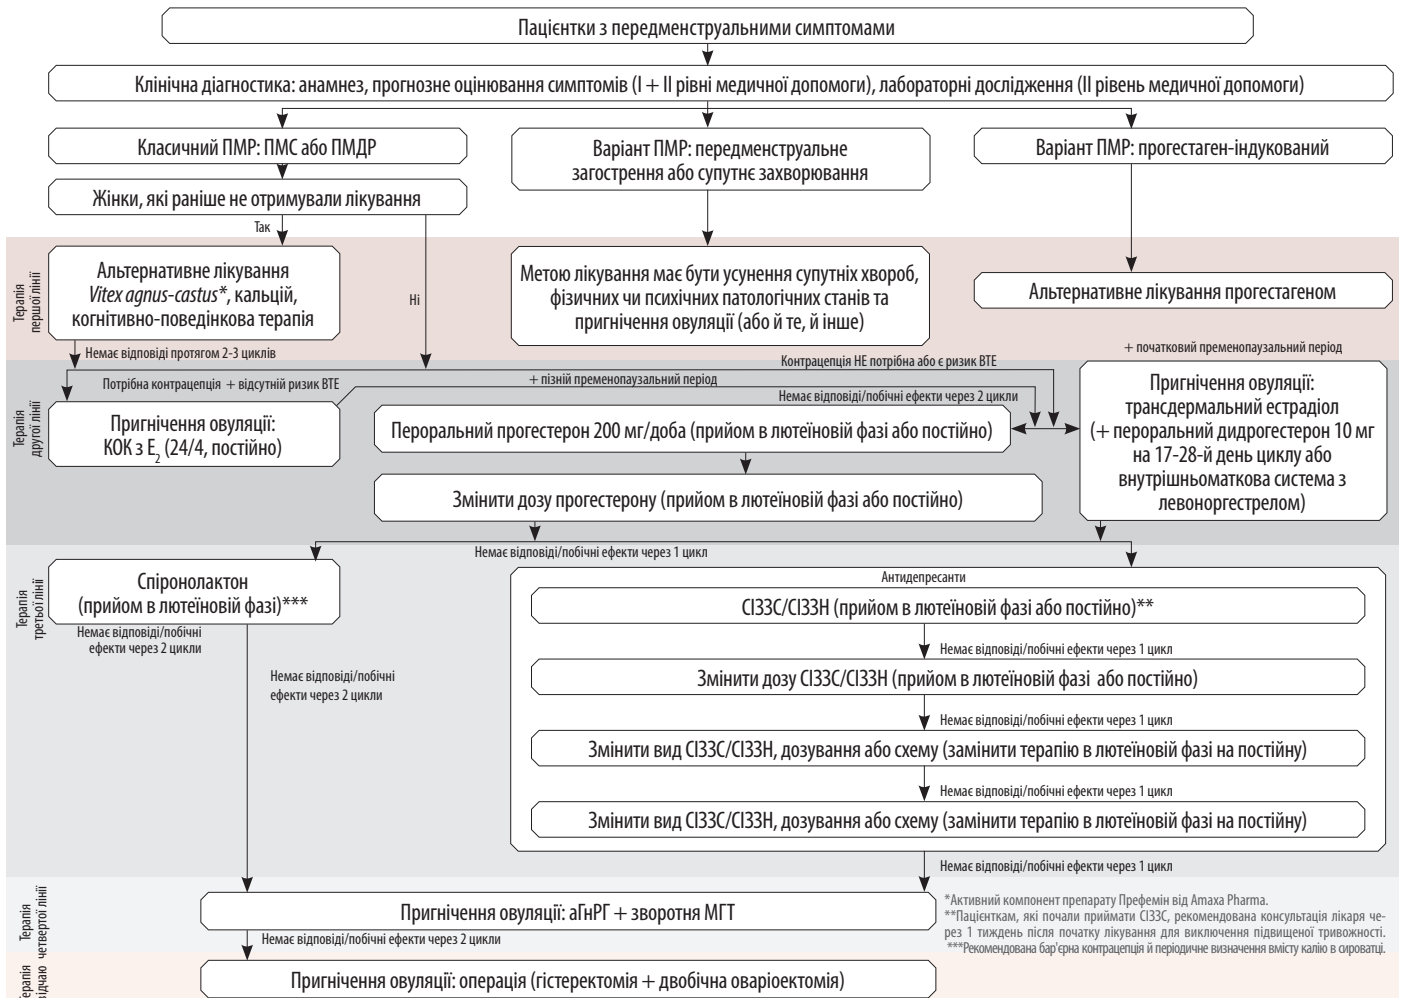 Пацієнтки з передменструальними симптомами
Клінічна діагностика: анамнез, прогнозне оцінювання симптомів (I + II рівні медичної допомоги), лабораторні дослідження (II рівень медичної допомоги)
Класичний ПМР: ПМС або ПМДР
Варіант ПМР: передменструальне
загострення або супутнє захворювання
Варіант ПМР: прогестаген-індукований
Жінки, які раніше не отримували лікування
Так
Ні
Терапія
першої лінії
Альтернативне лікування
Vitex agnus-castus*, кальцій,
когнітивно-поведінкова терапія
Метою лікування має бути усунення супутніх хвороб,
фізичних чи психічних патологічних станів та
пригнічення овуляції (або й те, й інше)
Альтернативне лікування прогестагеном
Немає відповіді протягом 2-3 циклів
+ початковий пременопаузальний період
Контрацепція НЕ потрібна або є ризик ВТЕ
Потрібна контрацепція + відсутній ризик ВТЕ
+ пізній пременопаузальний період
Немає відповіді/побічні ефекти через 2 цикли
Терапія
другої лінії
Пригнічення овуляції:
КОК з E2 (24/4, постійно)
Пероральний прогестерон 200 мг/доба (прийом в лютеїновій фазі або постійно)
Пригнічення овуляції:
трансдермальний естрадіол
(+ пероральний дидрогестерон 10 мг
на 17-28-й день циклу або
внутрішньоматкова система з
левоноргестрелом)
Змінити дозу прогестерону (прийом в лютеїновій фазі або постійно)
Немає відповіді/побічні ефекти через 1 цикл
Терапія
третьої лінії
Спіронолактон
(прийом в лютеїновій фазі)***
Немає відповіді/побічні
ефекти через 2 цикли
Немає відповіді/побічні
ефекти через 2 цикли
Антидепресанти
СІЗЗС/СІЗЗН (прийом в лютеїновій фазі або постійно)**
Немає відповіді/побічні ефекти через 1 цикл
Змінити дозу СІЗЗС/СІЗЗН (прийом в лютеїновій фазі або постійно)
Немає відповіді/побічні ефекти через 1 цикл
Змінити вид СІЗЗС/СІЗЗН, дозування або схему (замінити терапію в лютеїновій фазі на постійну)
Немає відповіді/побічні ефекти через 1 цикл
Змінити вид СІЗЗС/СІЗЗН, дозування або схему (замінити терапію в лютеїновій фазі на постійну)
Немає відповіді/побічні ефекти через 1 цикл
Терапія
четвертої лінії
Пригнічення овуляції: аГнРГ + зворотня МГТ
*Активний компонент препарату Префемін від Amaxa Pharma.
**Пацієнткам, які почали приймати СІЗЗС, рекомендована консультація лікаря че-
рез 1 тиждень після початку лікування для виключення підвищеної тривожності.
***Рекомендована бар'єрна контрацепція й періодичне визначення вмісту калію в сироватці.
Немає відповіді/побічні ефекти через 2 цикли
Терапія
відчаю
Пригнічення овуляції: операція (гістеректомія + двобічна оваріоектомія)